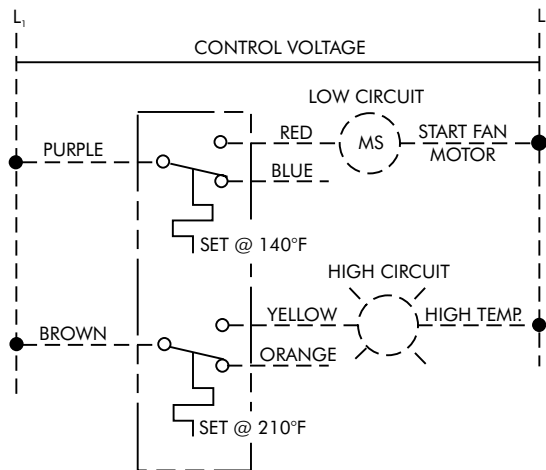 L₁
L
CONTROL VOLTAGE
LOW CIRCUIT
PURPLE
RED
MS
START FAN
MOTOR
BLUE
SET @ 140°F
HIGH CIRCUIT
BROWN
YELLOW
HIGH TEMP.
ORANGE
SET @ 210°F